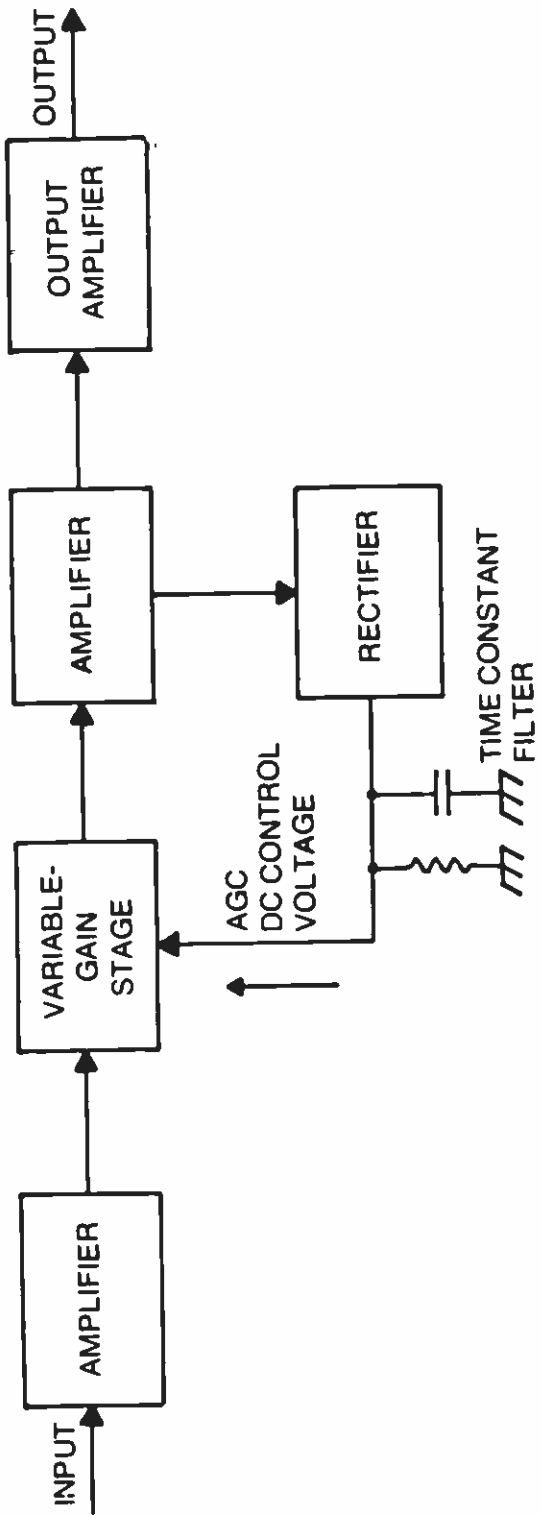 INPUT
AMPLIFIER
VARIABLE-
GAIN
STAGE
AMPLIFIER
OUTPUT
AMPLIFIER
OUTPUT
AGC
DC CONTROL
VOLTAGE
RECTIFIER
TIME CONSTANT
FILTER